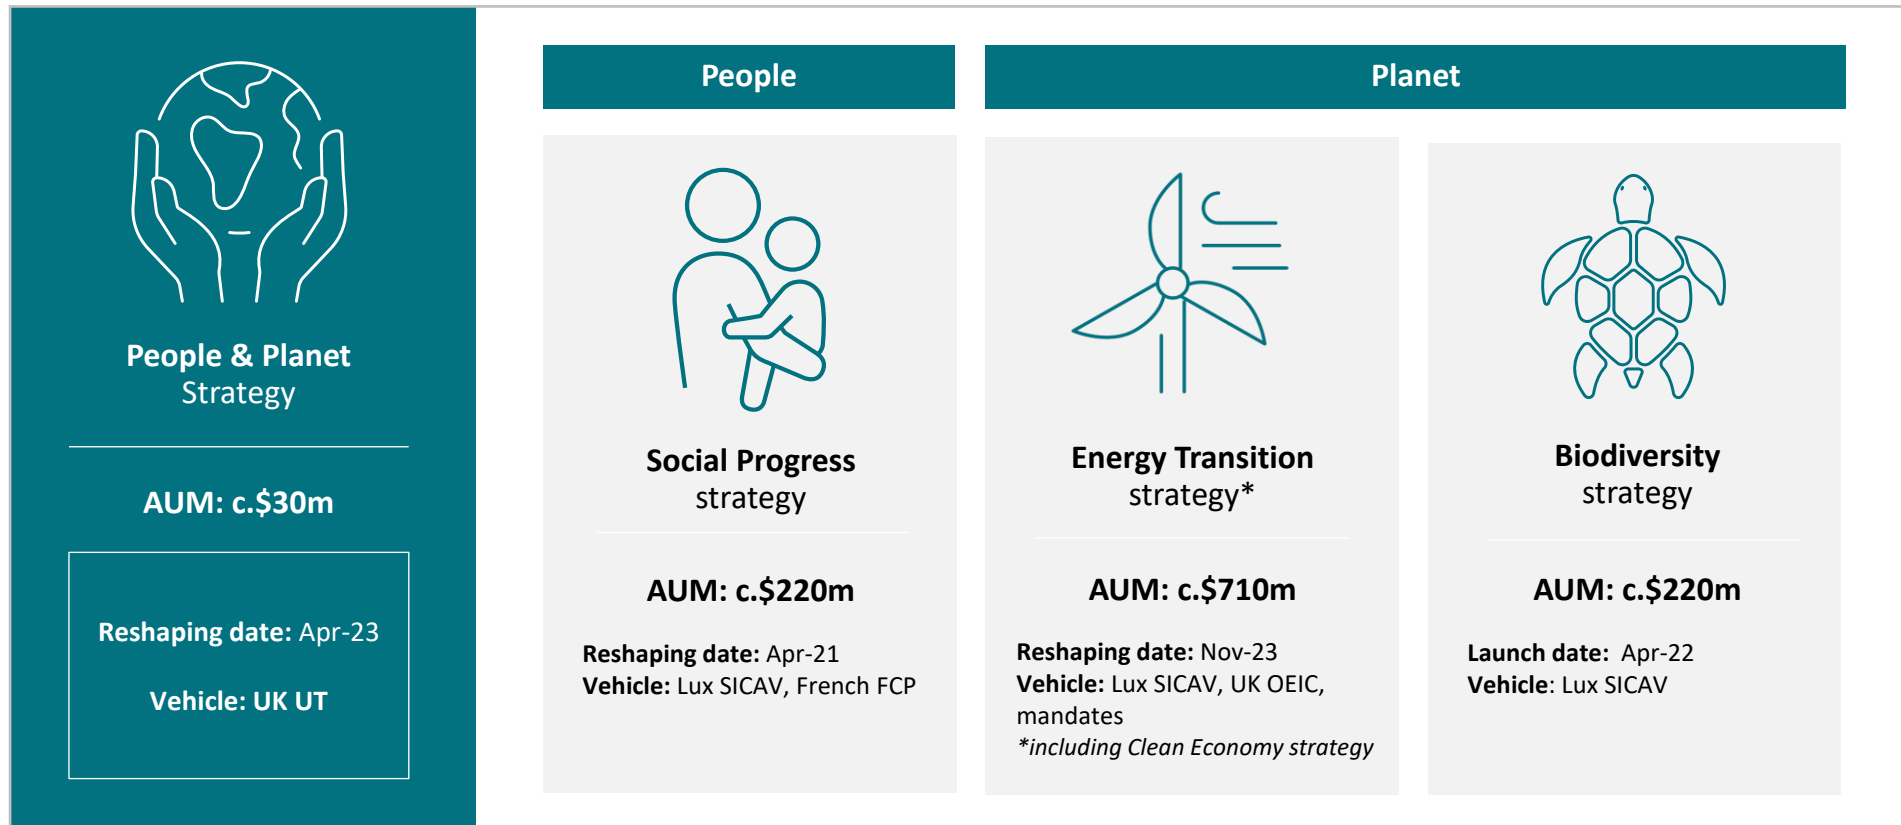 People & Planet
Strategy
AUM: c.$30m
Reshaping date: Apr-23
Vehicle: UK UT
People
Social Progress
strategy
AUM: c.$220m
Reshaping date: Apr-21
Vehicle: Lux SICAV, French FCP
Planet
Energy Transition
strategy*
AUM: c.$710m
Reshaping date: Nov-23
Vehicle: Lux SICAV, UK OEIC,
mandates
*including Clean Economy strategy
Biodiversity
strategy
AUM: c.$220m
Launch date: Apr-22
Vehicle: Lux SICAV